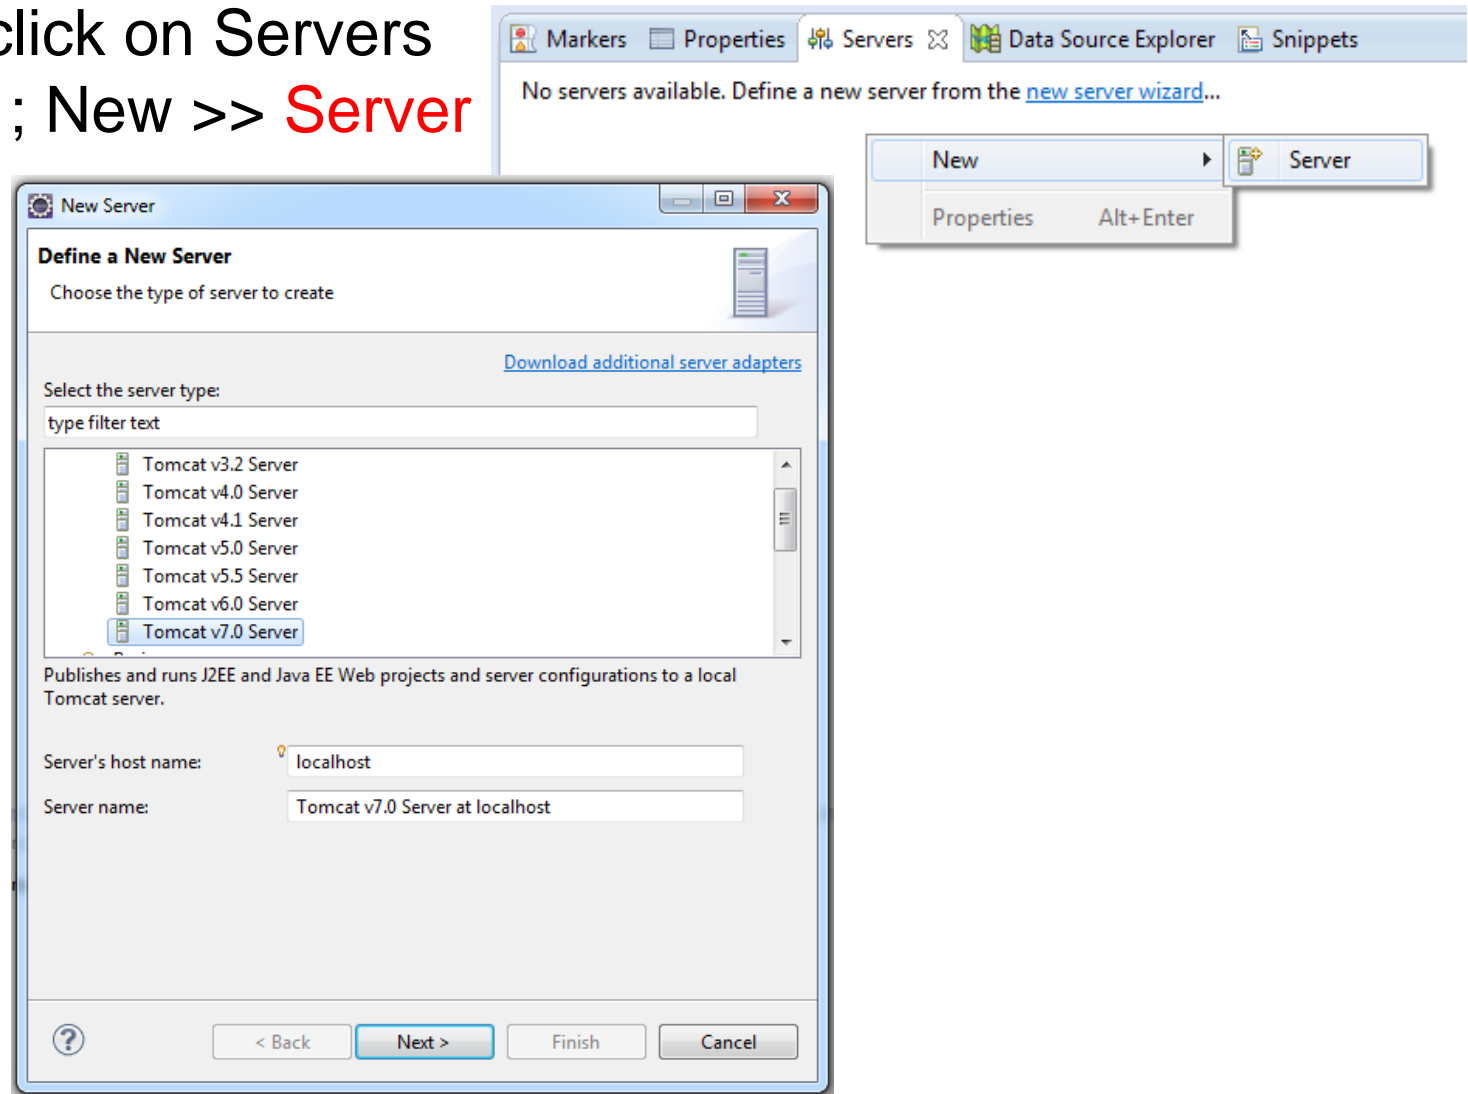 click on Servers
; New >> Server
Markers Properties Servers Data Source Explorer Snippets
No servers available. Define a new server from the new server wizard...
New Server
Properties Alt+Enter
New Server
Define a New Server
Choose the type of server to create
Download additional server adapters
Select the server type:
type filter text
Tomcat v3.2 Server
Tomcat v4.0 Server
Tomcat v4.1 Server
Tomcat v5.0 Server
Tomcat v5.5 Server
Tomcat v6.0 Server
Tomcat v7.0 Server
Publishes and runs J2EE and Java EE Web projects and server configurations to a local
Tomcat server.
Server's host name: localhost
Server name: Tomcat v7.0 Server at localhost
< Back Next > Finish Cancel